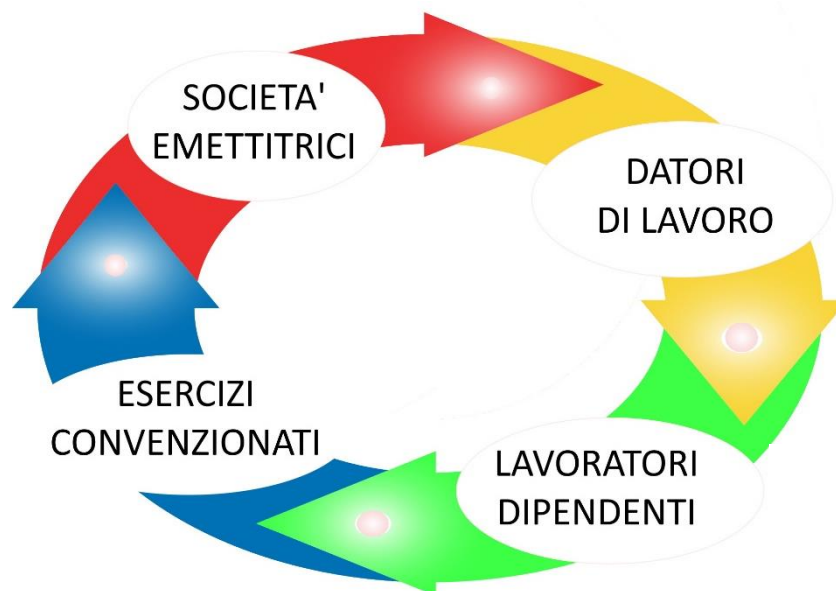 SOCIETA'
EMETTITRICI
DATORI
DI LAVORO
LAVORATORI
DIPENDENTI
ESERCIZI
CONVENZIONATI